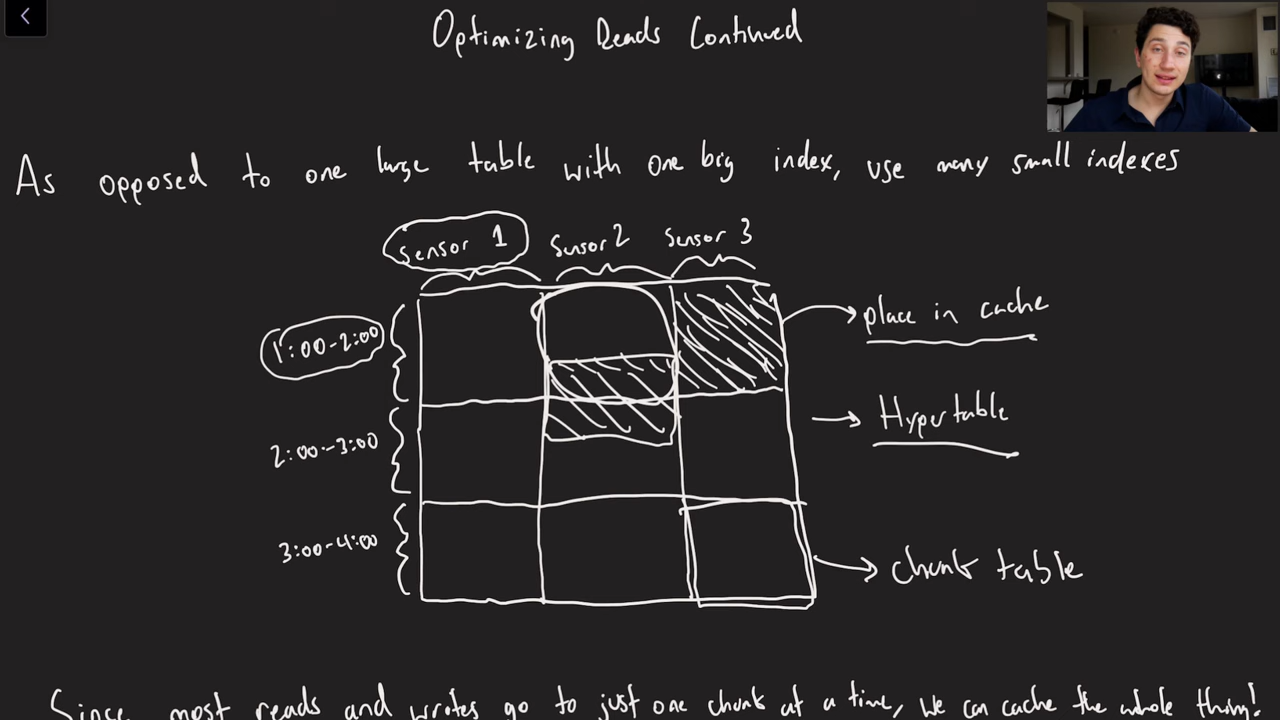 Optimizing Reads Continued
As opposed to one large table with one big index, use many small indexes
Sensor 1 Sensor 2 Sensor 3
1:00-2:00
place in cache
Hypertable
2:00-3:00
3:00-4:00
chunk table
Since most reads and writes go to just one chunk at a time, we can cache the whole thing!